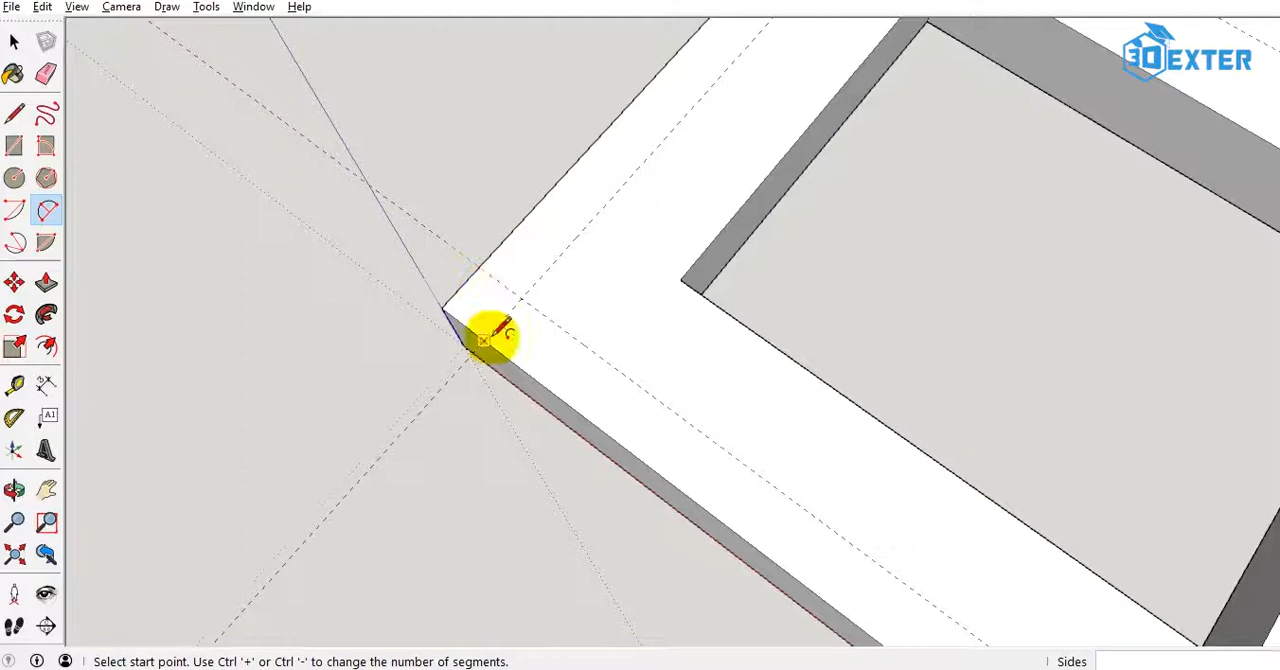 File Edit View Camera Draw Tools Window Help
3DEXTER
A1
Select start point. Use Ctrl '+' or Ctrl '-' to change the number of segments.
Sides